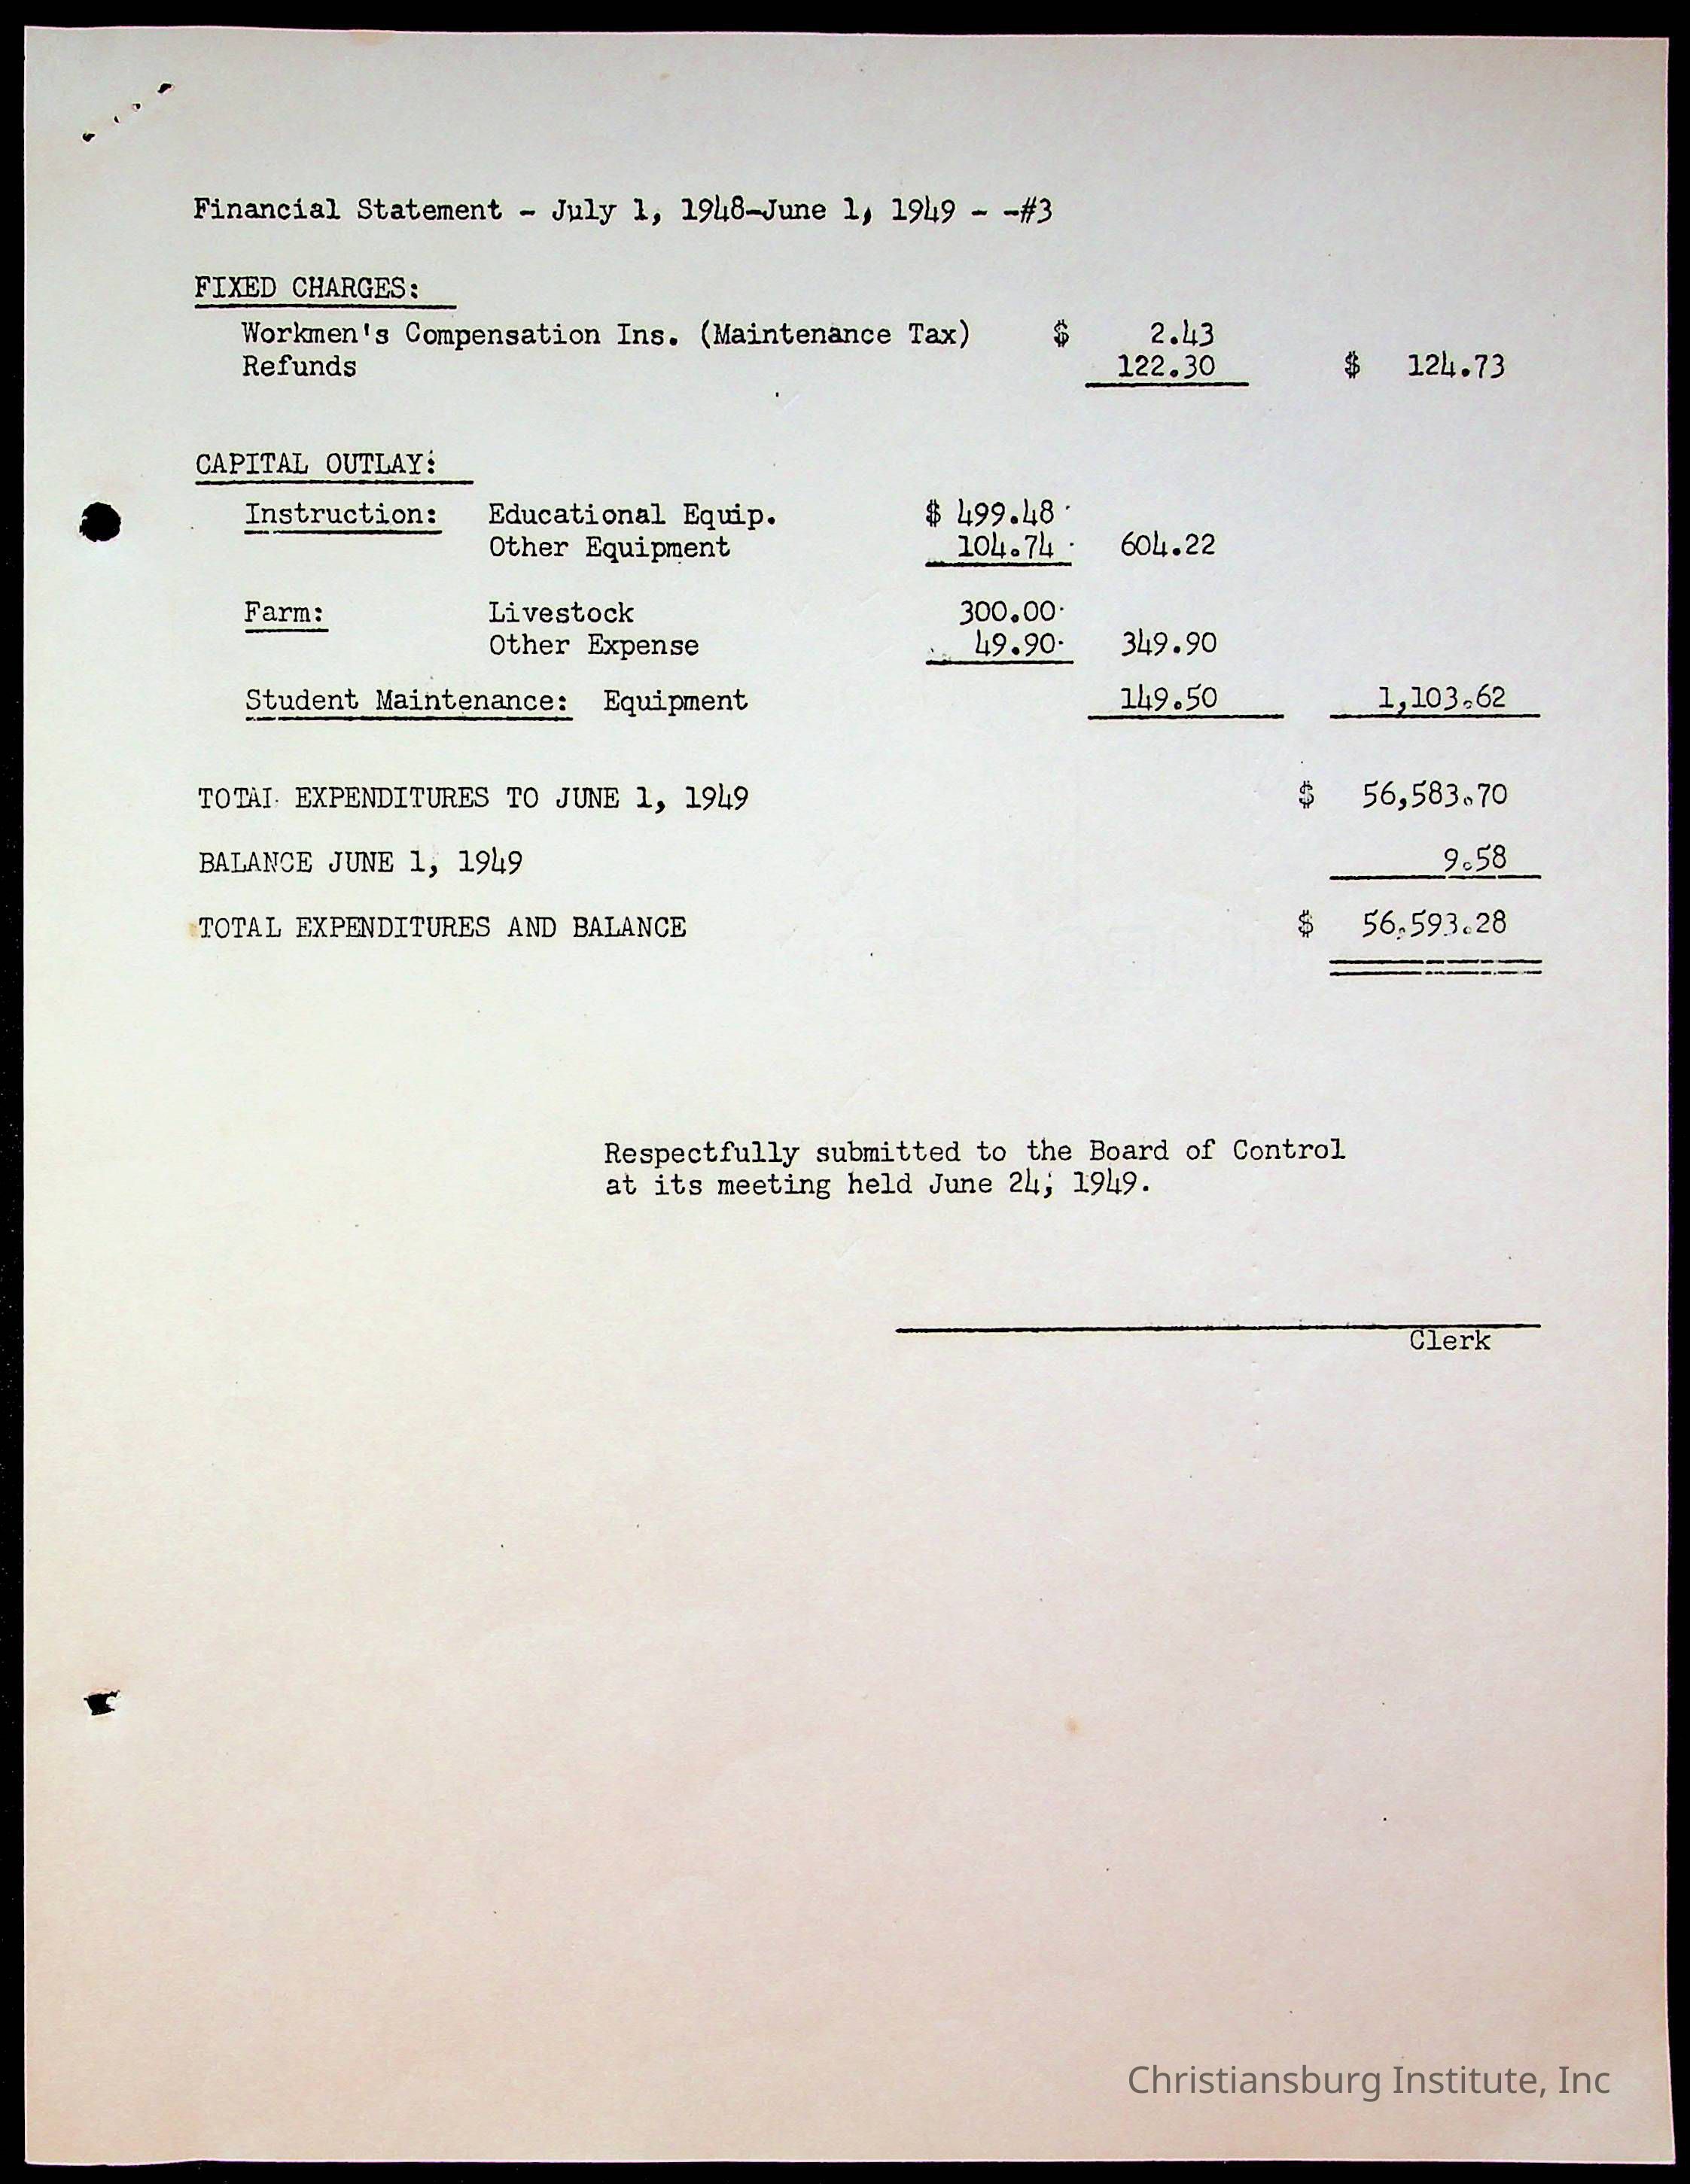 Financial Statement - July 1, 1948-June 1, 1949 - -#3
FIXED CHARGES:
Workmen's Compensation Ins. (Maintenance Tax) $ 2.43
Refunds 122.30 $ 124.73
CAPITAL OUTLAY:
Instruction: Educational Equip. $ 499.48
Other Equipment 104.74 604.22
Farm: Livestock 300.00
Other Expense 49.90 349.90
Student Maintenance: Equipment 149.50 1,103.62
TOTAL EXPENDITURES TO JUNE 1, 1949 $ 56,583.70
BALANCE JUNE 1, 1949 9.58
TOTAL EXPENDITURES AND BALANCE $ 56,593.28
Respectfully submitted to the Board of Control
at its meeting held June 24, 1949.
Clerk
Christiansburg Institute, Inc